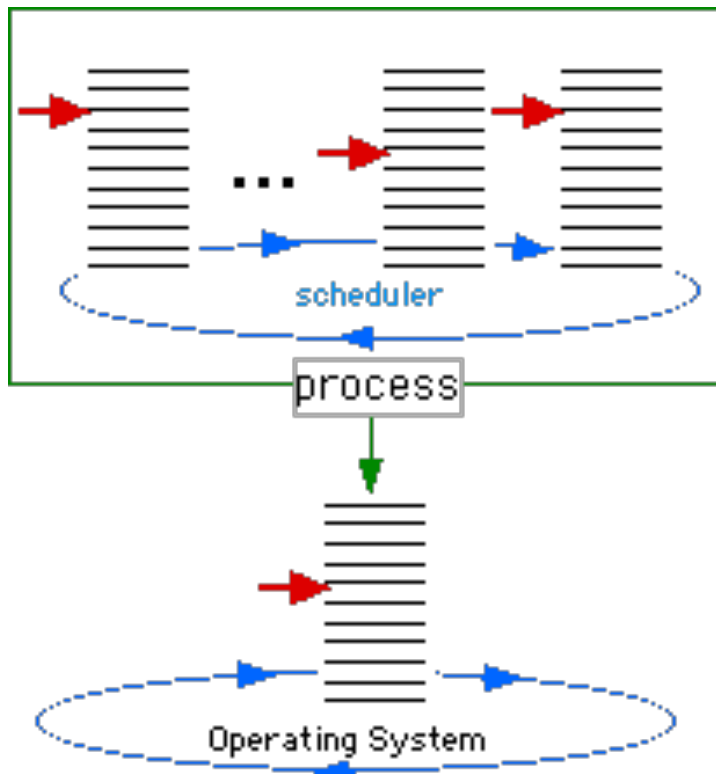 ...
scheduler
process
Operating System